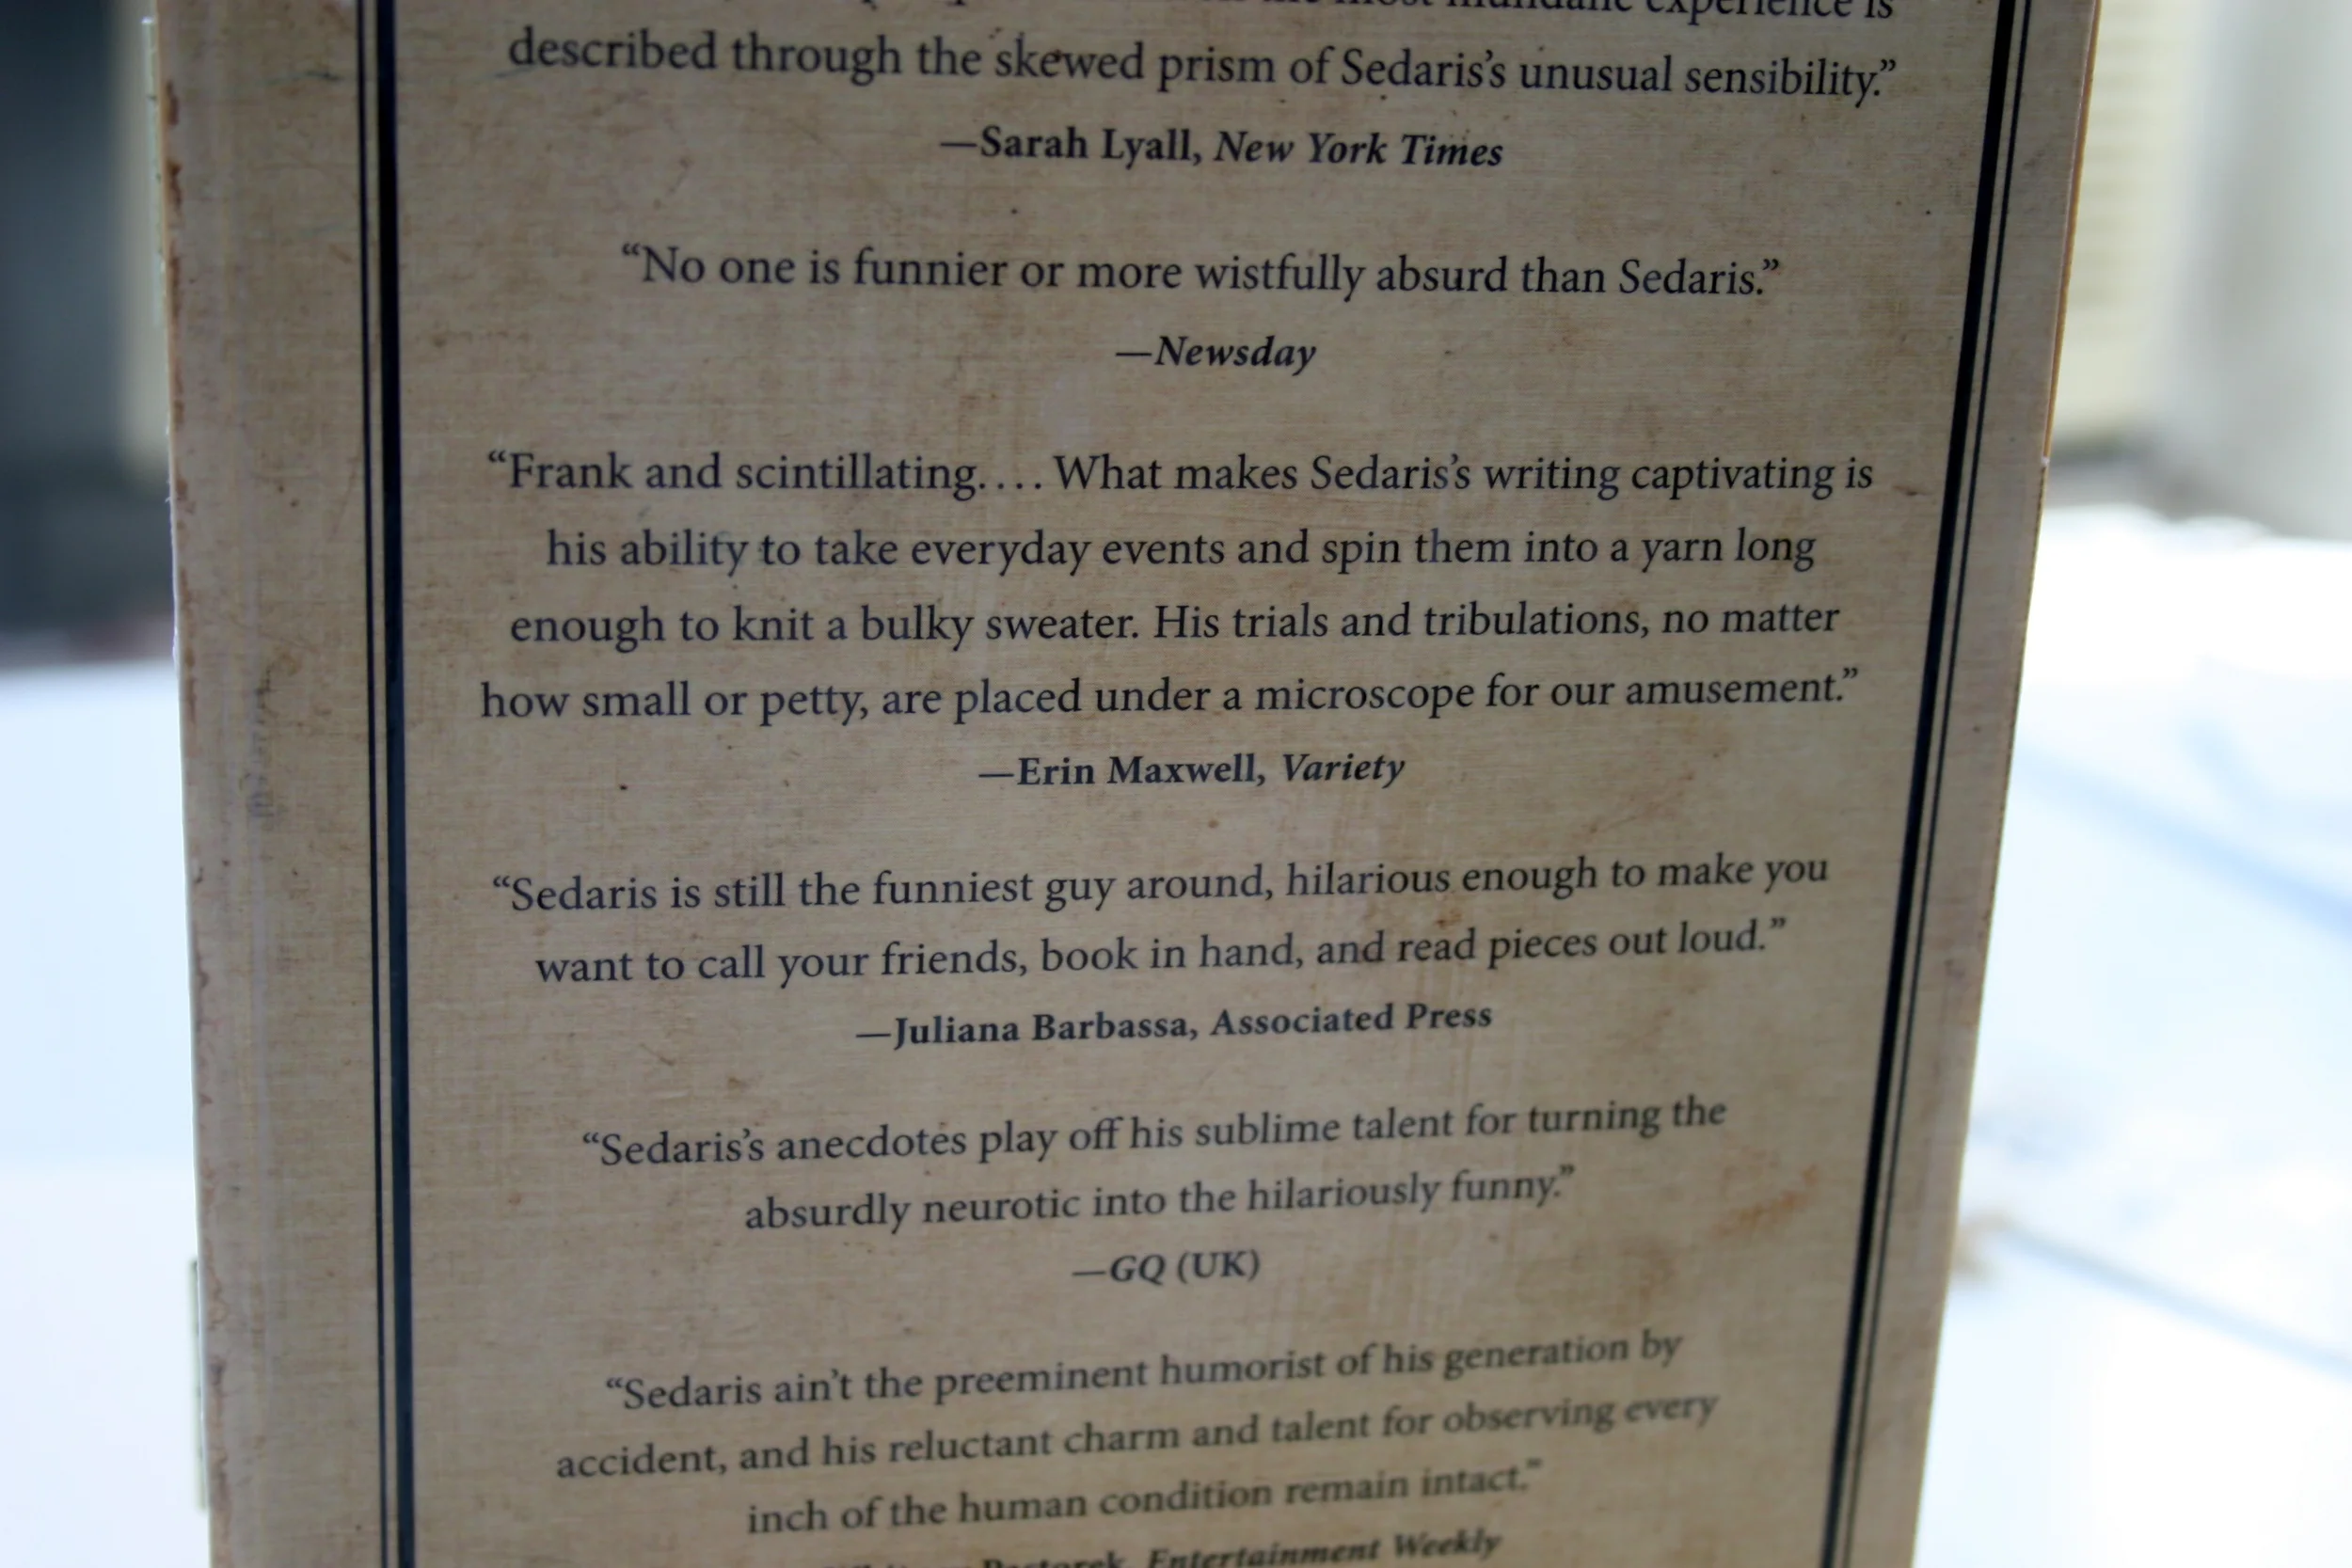 the most mundane experience is
described through the skewed prism of Sedaris’s unusual sensibility.”
—Sarah Lyall, New York Times
“No one is funnier or more wistfully absurd than Sedaris.”
—Newsday
“Frank and scintillating.... What makes Sedaris’s writing captivating is
his ability to take everyday events and spin them into a yarn long
enough to knit a bulky sweater. His trials and tribulations, no matter
how small or petty, are placed under a microscope for our amusement.”
—Erin Maxwell, Variety
“Sedaris is still the funniest guy around, hilarious enough to make you
want to call your friends, book in hand, and read pieces out loud.”
—Juliana Barbassa, Associated Press
“Sedaris’s anecdotes play off his sublime talent for turning the
absurdly neurotic into the hilariously funny.”
—GQ (UK)
“Sedaris ain’t the preeminent humorist of his generation by
accident, and his reluctant charm and talent for observing every
inch of the human condition remain intact.”
Pastorek, Entertainment Weekly